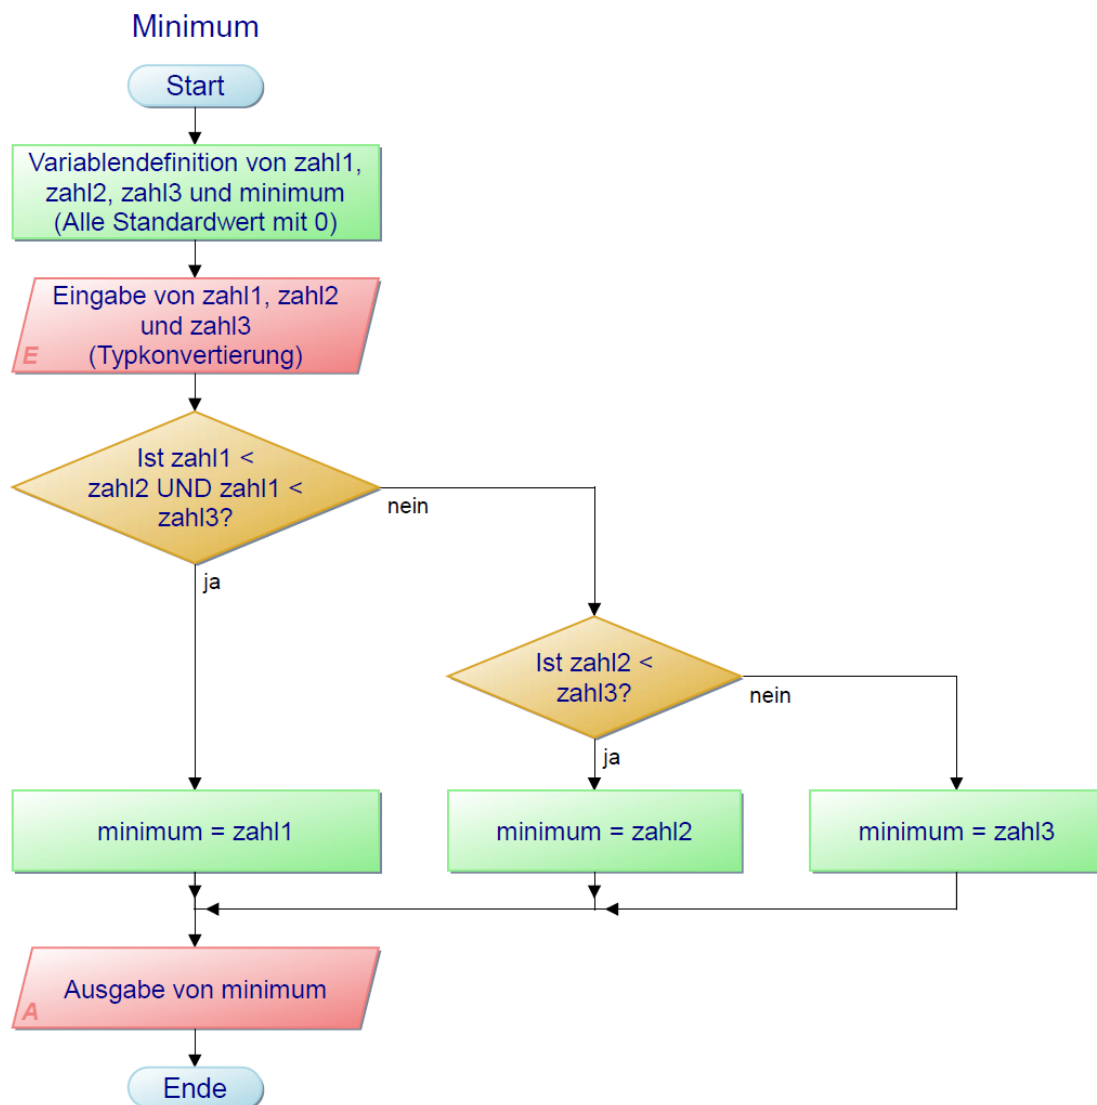 Minimum
Start
Variablendefinition von zahl1,
zahl2, zahl3 und minimum
(Alle Standardwert mit 0)
Eingabe von zahl1, zahl2
und zahl3
(Typkonvertierung)
E
Ist zahl1 <
zahl2 UND zahl1 <
zahl3?
nein
ja
Ist zahl2 <
zahl3?
nein
ja
minimum = zahl1
minimum = zahl2
minimum = zahl3
Ausgabe von minimum
A
Ende